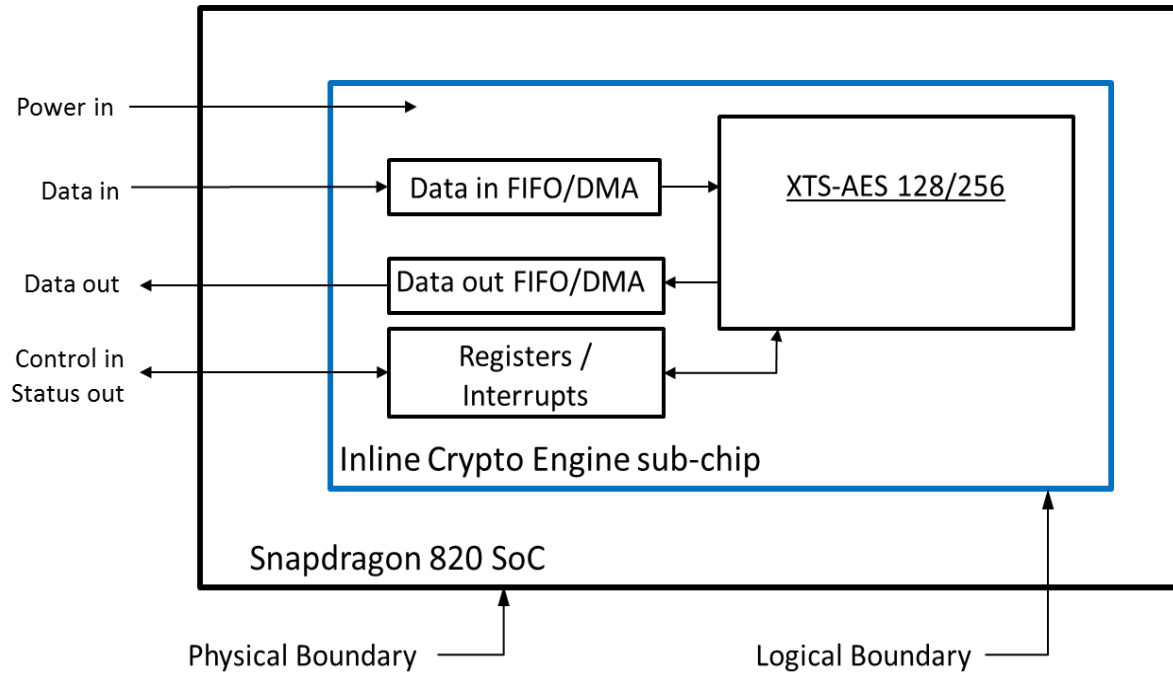 Power in
Data in
Data out
Control in
Status out
Data in FIFO/DMA
Data out FIFO/DMA
Registers /
Interrupts
XTS-AES 128/256
Inline Crypto Engine sub-chip
Snapdragon 820 SoC
Physical Boundary
Logical Boundary